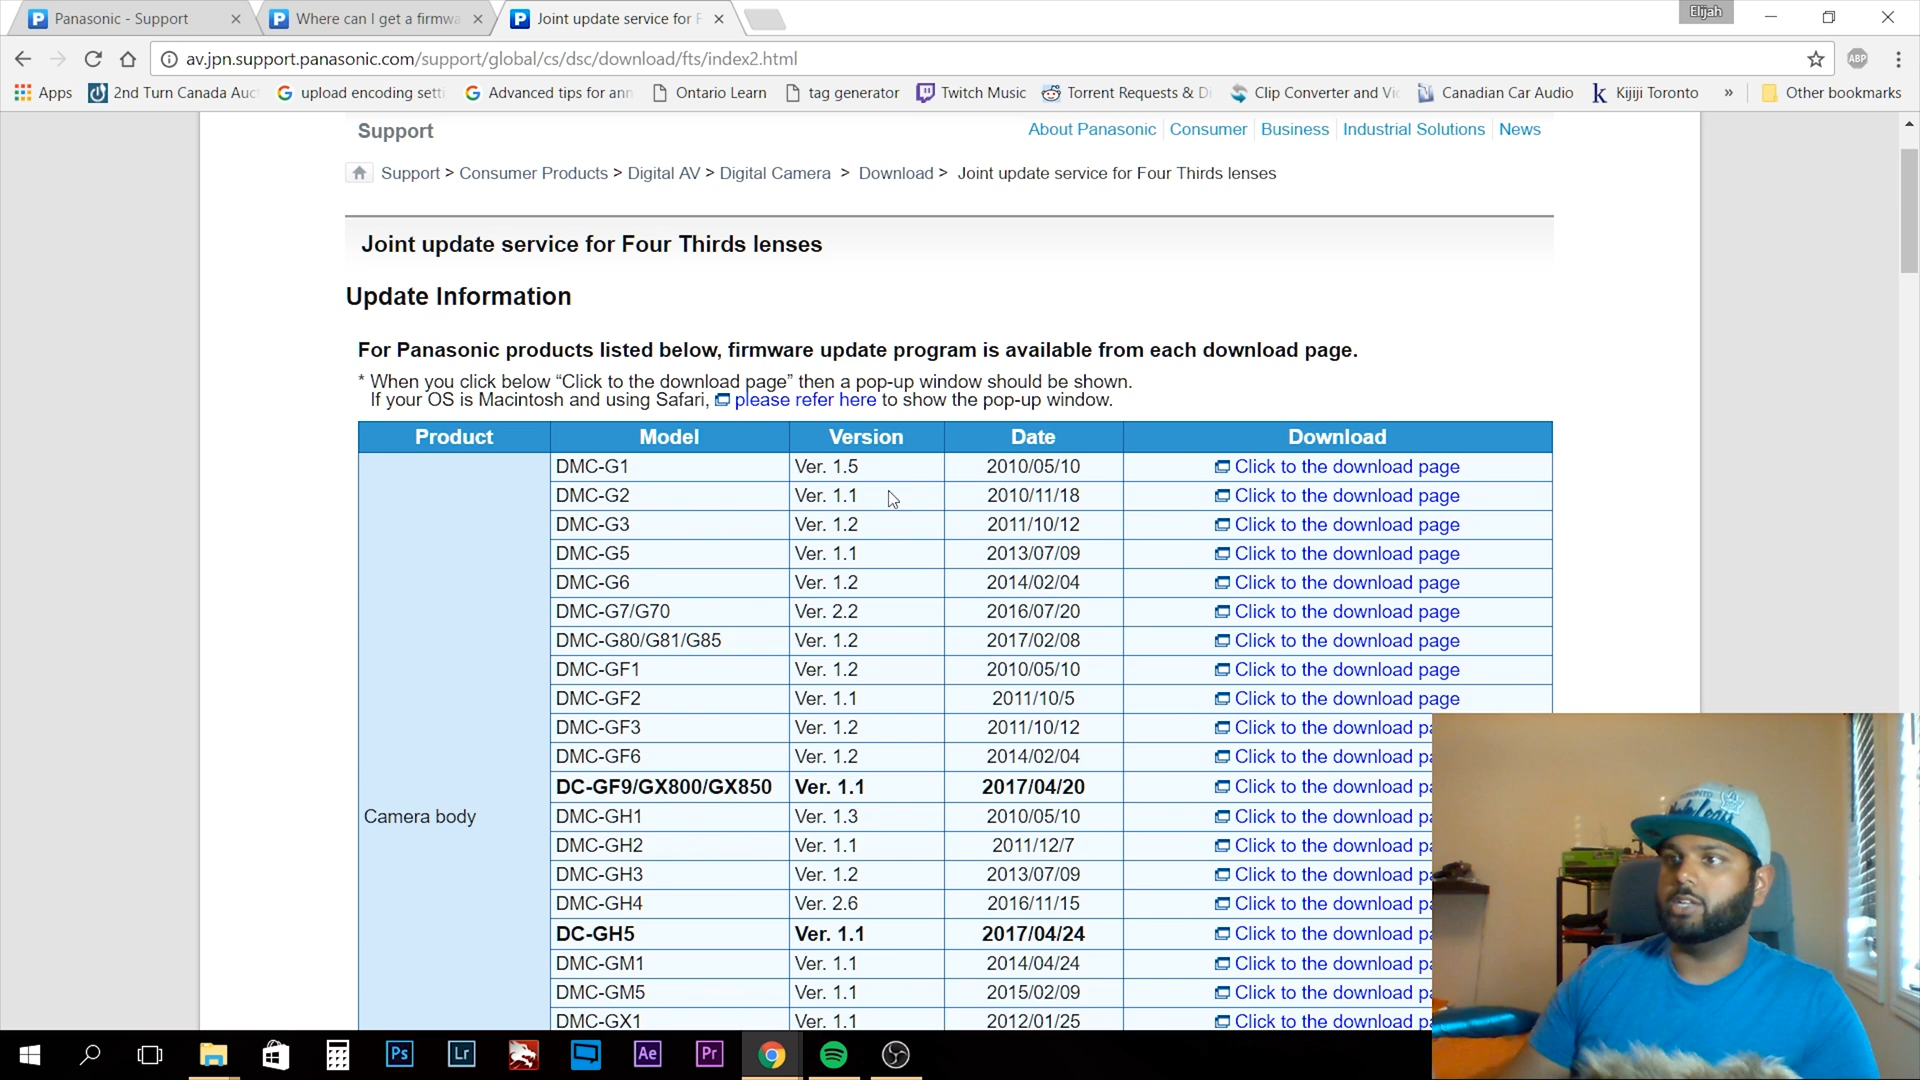 Panasonic - Support
Where can I get a firmwa
Joint update service for F
Elijah
av.jpn.support.panasonic.com/support/global/cs/dsc/download/fts/index2.html
ABP
Apps
2nd Turn Canada Auc
upload encoding setti
Advanced tips for ann
Ontario Learn
tag generator
Twitch Music
Torrent Requests & Di
Clip Converter and Vi
Canadian Car Audio
Kijiji Toronto
»
Other bookmarks
Support
About Panasonic
Consumer
Business
Industrial Solutions
News
Support > Consumer Products > Digital AV > Digital Camera > Download > Joint update service for Four Thirds lenses
Joint update service for Four Thirds lenses
Update Information
For Panasonic products listed below, firmware update program is available from each download page.
* When you click below “Click to the download page” then a pop-up window should be shown.
If your OS is Macintosh and using Safari, please refer here to show the pop-up window.
Product Model Version Date Download
DMC-G1 Ver. 1.5 2010/05/10 Click to the download page
DMC-G2 Ver. 1.1 2010/11/18 Click to the download page
DMC-G3 Ver. 1.2 2011/10/12 Click to the download page
DMC-G5 Ver. 1.1 2013/07/09 Click to the download page
DMC-G6 Ver. 1.2 2014/02/04 Click to the download page
DMC-G7/G70 Ver. 2.2 2016/07/20 Click to the download page
DMC-G80/G81/G85 Ver. 1.2 2017/02/08 Click to the download page
DMC-GF1 Ver. 1.2 2010/05/10 Click to the download page
DMC-GF2 Ver. 1.1 2011/10/5 Click to the download page
DMC-GF3 Ver. 1.2 2011/10/12 Click to the download pa
DMC-GF6 Ver. 1.2 2014/02/04 Click to the download pa
DC-GF9/GX800/GX850 Ver. 1.1 2017/04/20 Click to the download pa
Camera body DMC-GH1 Ver. 1.3 2010/05/10 Click to the download pa
DMC-GH2 Ver. 1.1 2011/12/7 Click to the download pa
DMC-GH3 Ver. 1.2 2013/07/09 Click to the download pa
DMC-GH4 Ver. 2.6 2016/11/15 Click to the download pa
DC-GH5 Ver. 1.1 2017/04/24 Click to the download pa
DMC-GM1 Ver. 1.1 2014/04/24 Click to the download pa
DMC-GM5 Ver. 1.1 2015/02/09 Click to the download pa
DMC-GX1 Ver. 1.1 2012/01/25 Click to the download pa
Ps
Lr
Ae
Pr